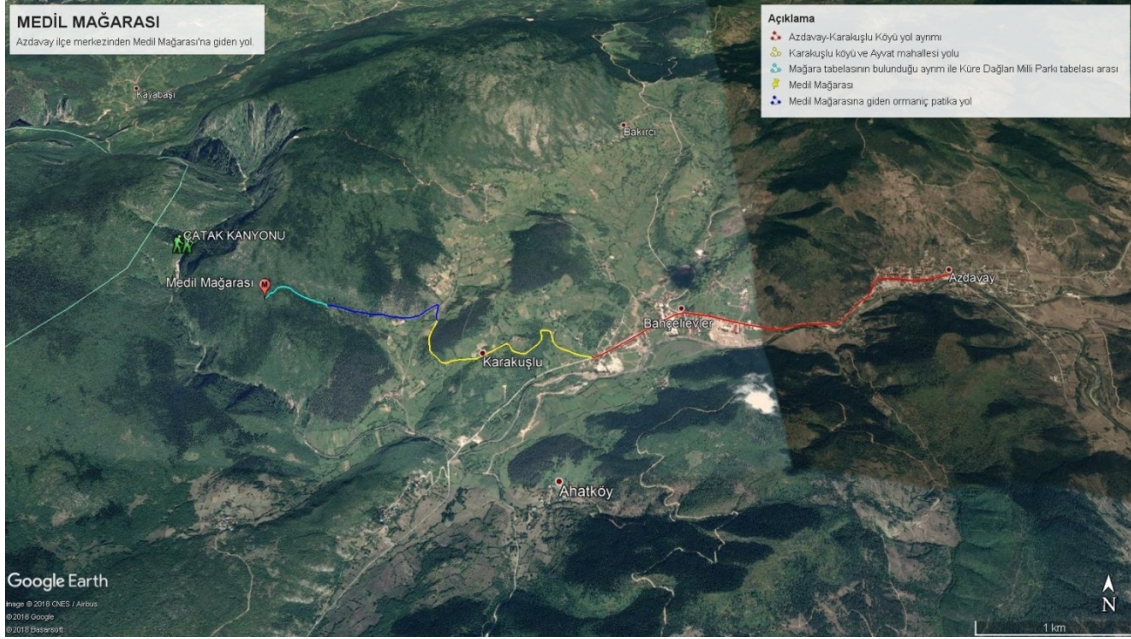 MEDİL MAĞARASI
Azdavay ilçe merkezinden Medil Mağarası'na giden yol.
Açıklama
Azdavay-Karakuşlu Köyü yol ayrımı
Karakuşlu köyü ve Ayvat mahallesi yolu
Mağara tabelasının bulunduğu ayrım ile Küre Dağları Milli Parkı tabelası arası
Medil Mağarası
Medil Mağarasına giden ormaniç patika yol
Kayabaşı
Bakırcı
ÇATAK KANYONU
Medil Mağarası
M
Azdavay
Bahçelievler
Karakuşlu
Ahatköy
Google Earth
Image © 2018 CNES / Airbus
© 2018 Google
© 2018 Basarsoft
N
1 km